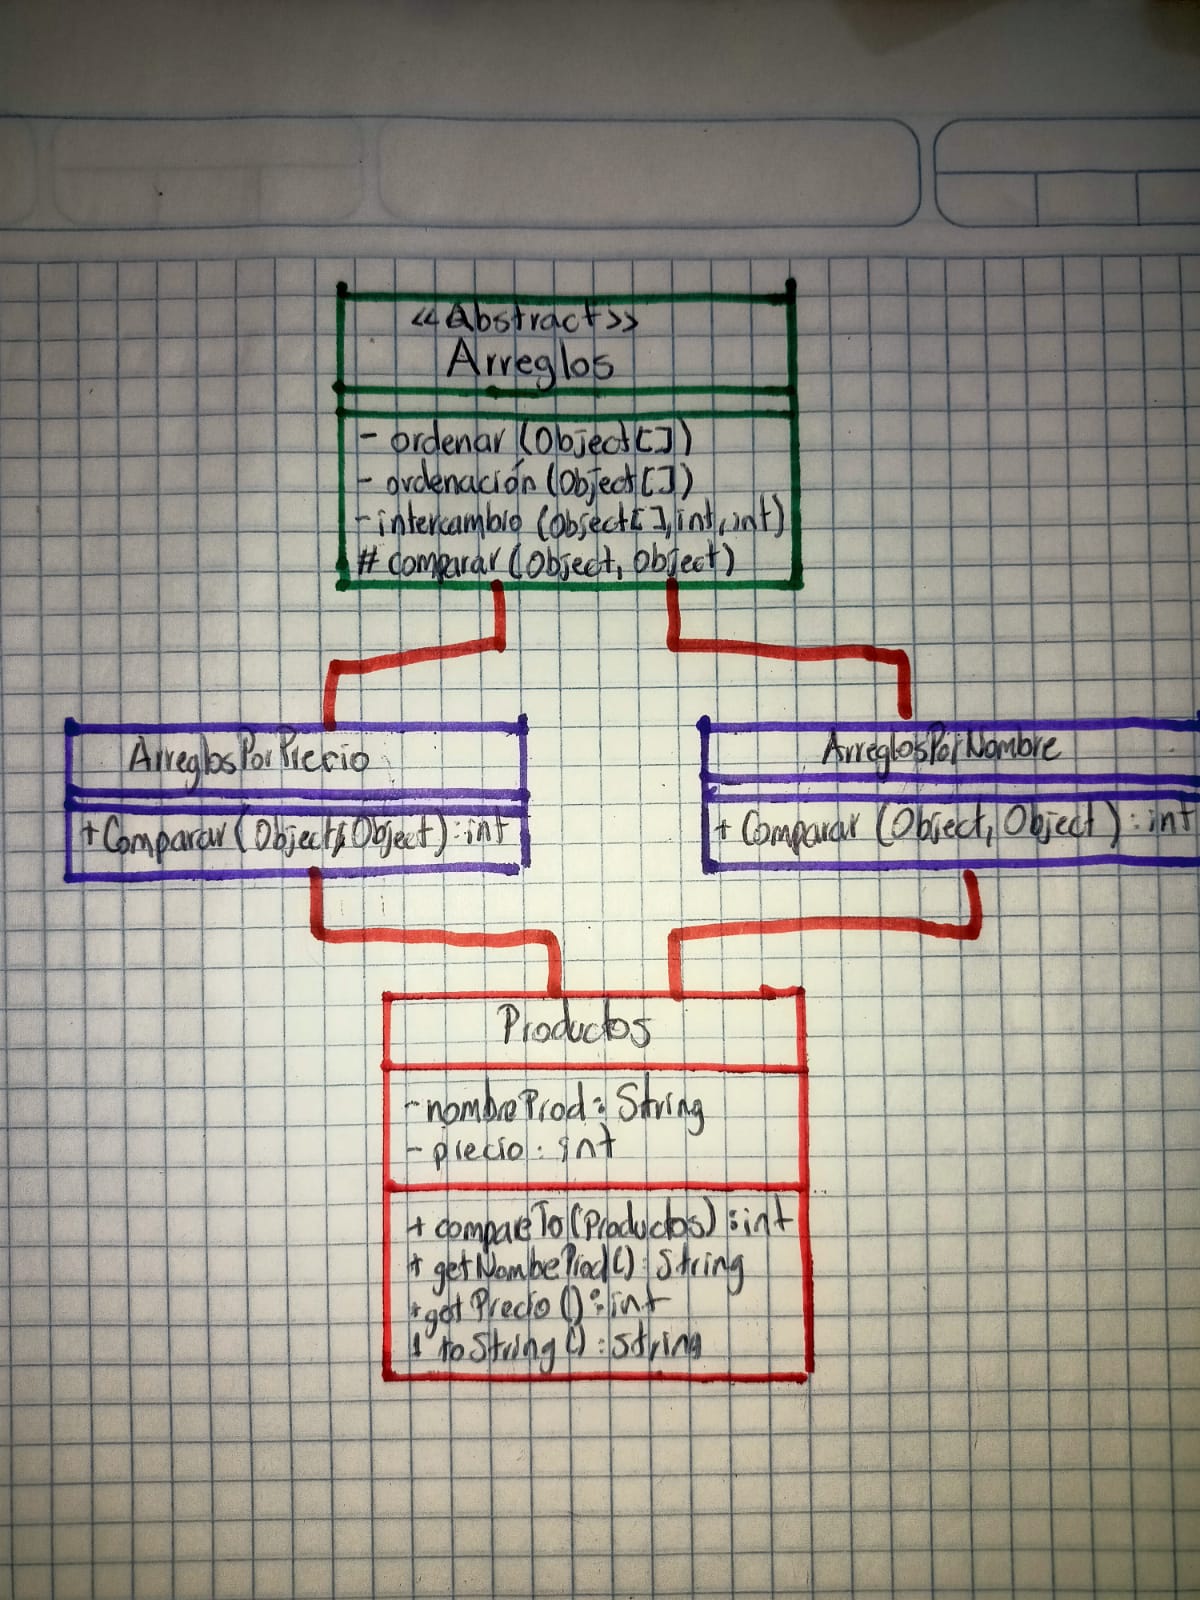 <<Abstract>>
Arreglos
- ordenar (Object[])
- ordenación (Object[])
- intercambio (Object[], int, int)
# comparar (Object, Object)
ArreglosPorPrecio
+ Comparar (Object, Object) : int
ArreglosPorNombre
+ Comparar (Object, Object) : int
Productos
- nombreProd : String
- precio : int
+ compareTo (Productos) : int
+ getNombeProd() : String
+ getPrecio () : int
+ toString () : String